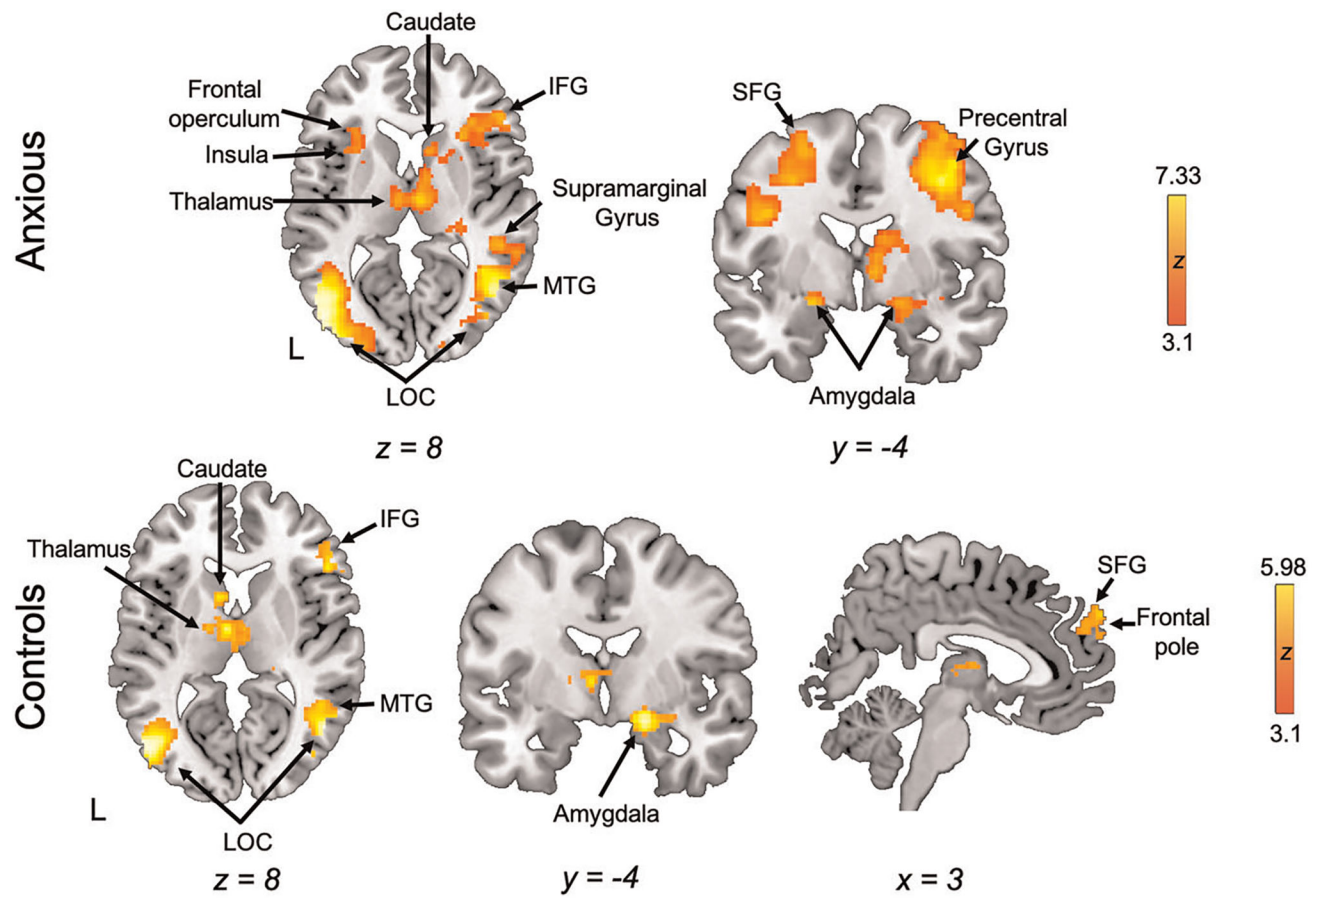 Anxious
Caudate
Frontal
operculum
IFG
Insula
Thalamus
Supramarginal
Gyrus
MTG
L
LOC
z = 8
SFG
Precentral
Gyrus
Amygdala
y = -4
7.33
z
3.1
Controls
Caudate
IFG
Thalamus
MTG
L
LOC
z = 8
Amygdala
y = -4
SFG
Frontal
pole
x = 3
5.98
z
3.1